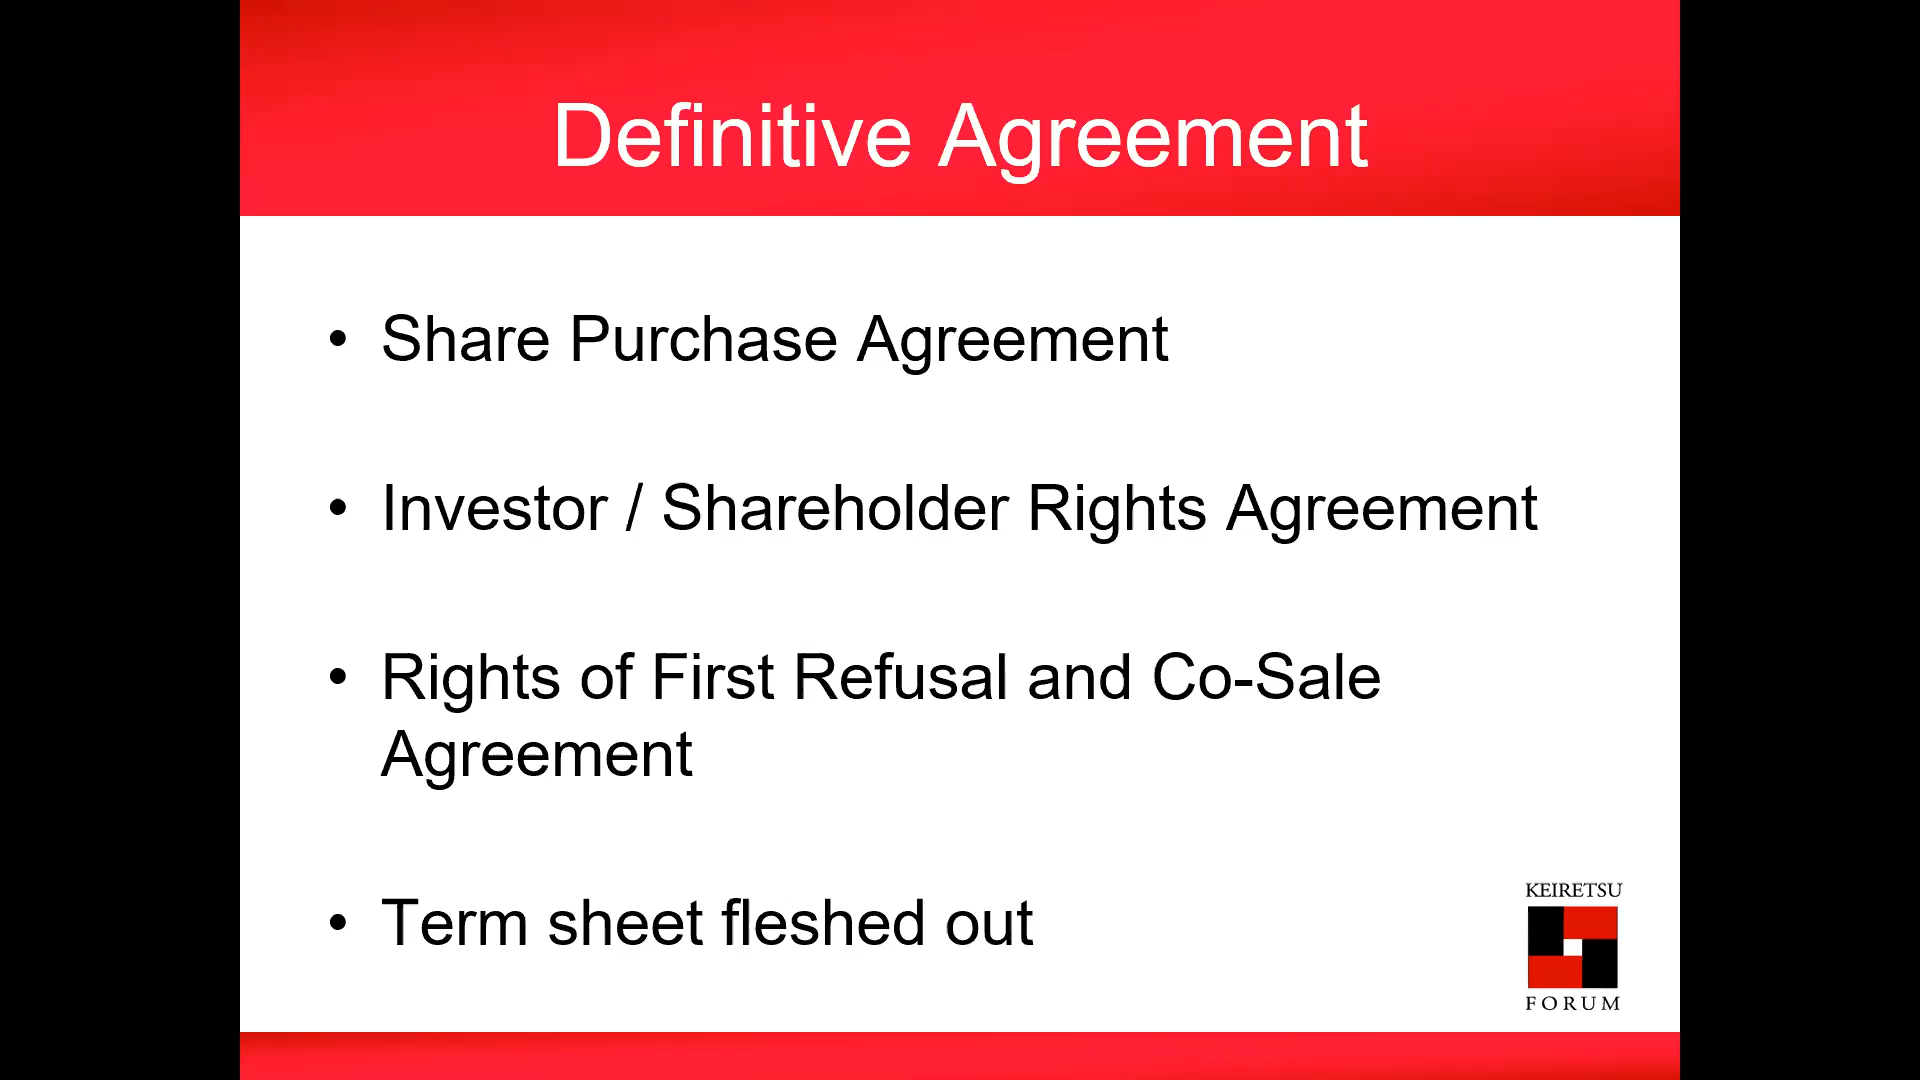 Definitive Agreement
• Share Purchase Agreement
• Investor / Shareholder Rights Agreement
• Rights of First Refusal and Co-Sale
Agreement
• Term sheet fleshed out
KEIRETSU
FORUM